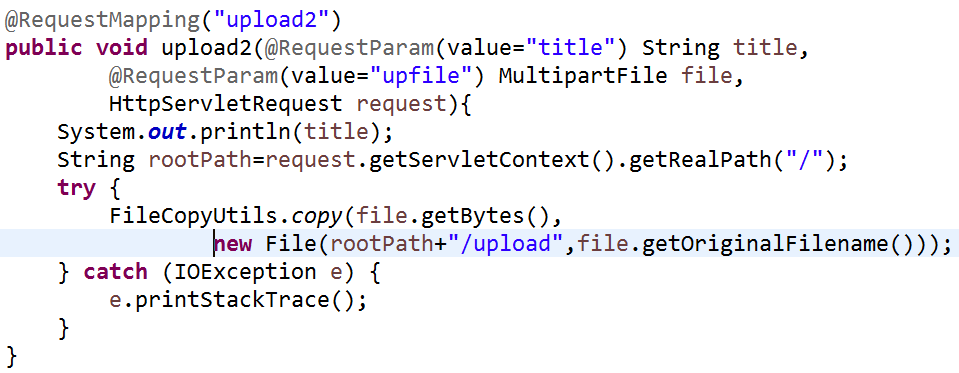 @RequestMapping("upload2")
public void upload2(@RequestParam(value="title") String title,
        @RequestParam(value="upfile") MultipartFile file,
        HttpServletRequest request){
    System.out.println(title);
    String rootPath=request.getServletContext().getRealPath("/");
    try {
        FileCopyUtils.copy(file.getBytes(),
                new File(rootPath+"/upload",file.getOriginalFilename()));
    } catch (IOException e) {
        e.printStackTrace();
    }
}